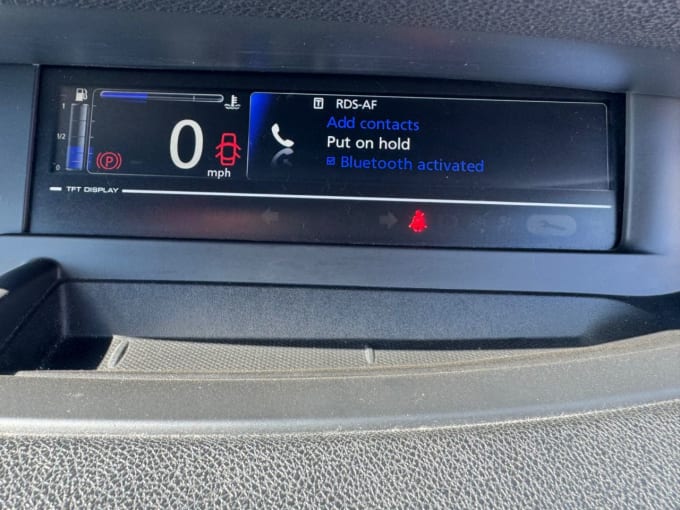 RDS-AF
Add contacts
Put on hold
Bluetooth activated
1
1/2
0
P
0
mph
TFT DISPLAY